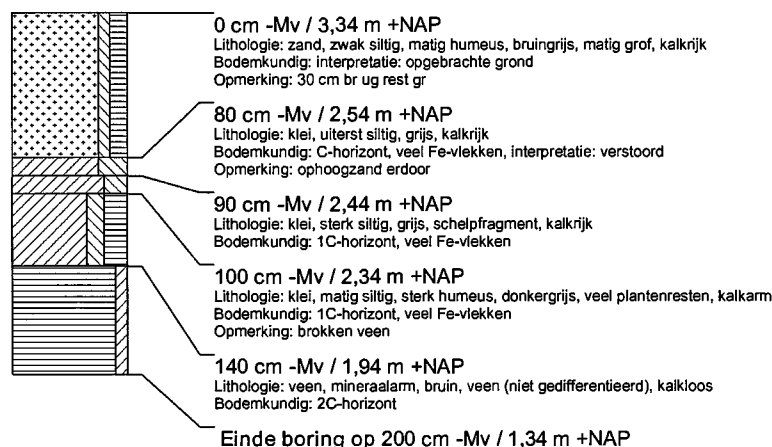 0 cm -Mv / 3,34 m +NAP
Lithologie: zand, zwak siltig, matig humeus, bruingrijs, matig grof, kalkrijk
Bodemkundig: interpretatie: opgebrachte grond
Opmerking: 30 cm br ug rest gr
80 cm -Mv / 2,54 m +NAP
Lithologie: klei, uiterst siltig, grijs, kalkrijk
Bodemkundig: C-horizont, veel Fe-vlekken, interpretatie: verstoord
Opmerking: ophoogzand erdoor
90 cm -Mv / 2,44 m +NAP
Lithologie: klei, sterk siltig, grijs, schelpfragment, kalkrijk
Bodemkundig: 1C-horizont, veel Fe-vlekken
100 cm -Mv / 2,34 m +NAP
Lithologie: klei, matig siltig, sterk humeus, donkergrijs, veel plantenresten, kalkarm
Bodemkundig: 1C-horizont, veel Fe-vlekken
Opmerking: brokken veen
140 cm -Mv / 1,94 m +NAP
Lithologie: veen, mineraalarm, bruin, veen (niet gedifferentieerd), kalkloos
Bodemkundig: 2C-horizont
Einde boring op 200 cm -Mv / 1,34 m +NAP